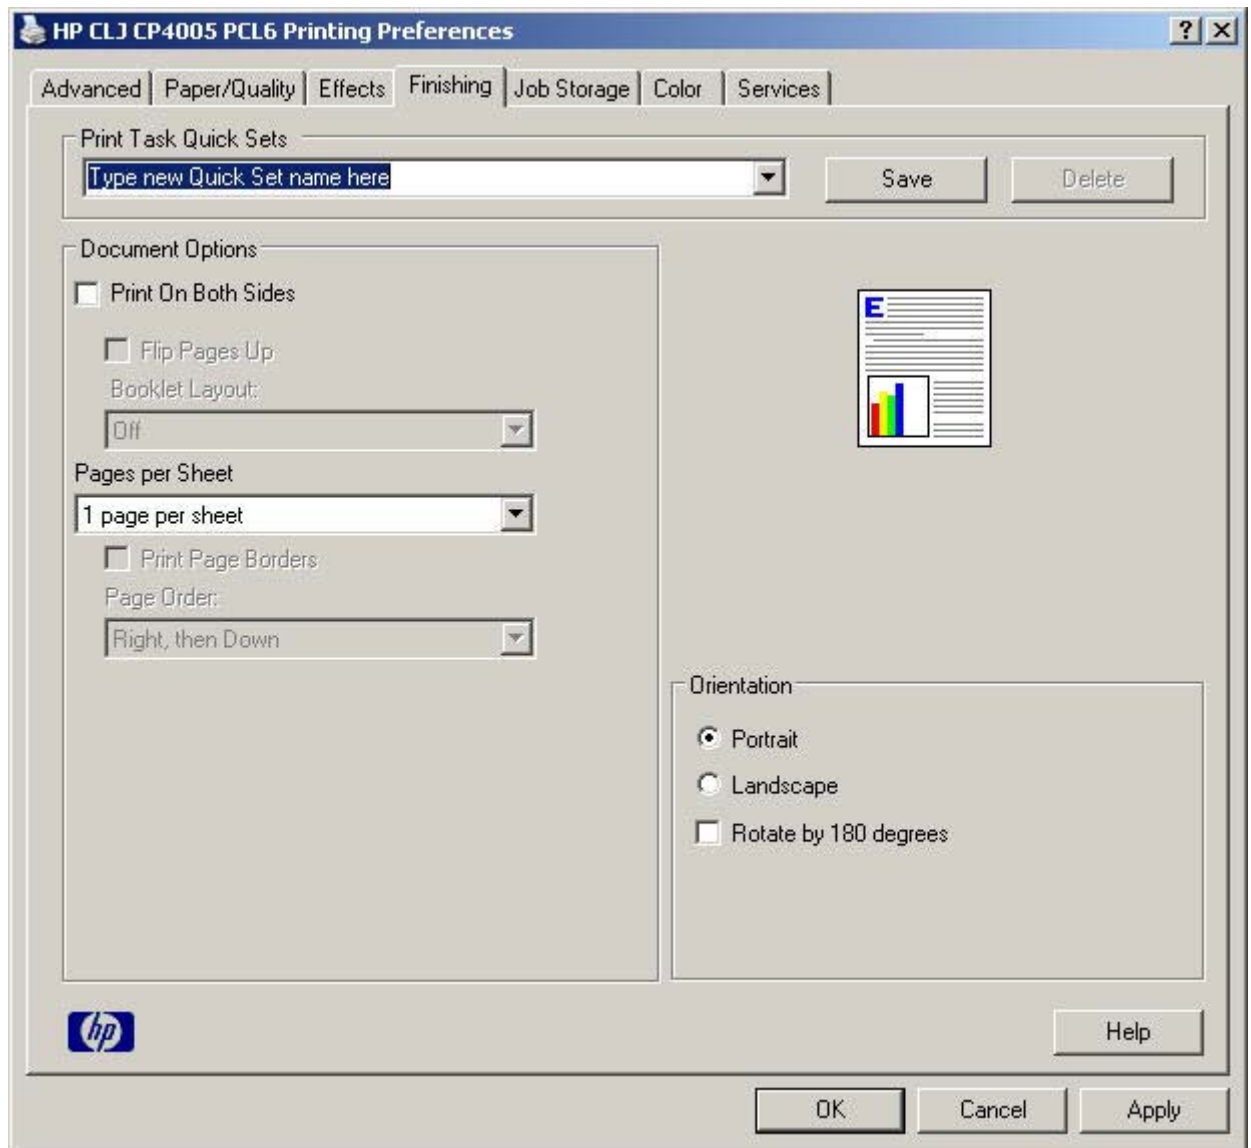 HP CLJ CP4005 PCL6 Printing Preferences
Advanced Paper/Quality Effects Finishing Job Storage Color Services
Print Task Quick Sets
Type new Quick Set name here Save Delete
Document Options
Print On Both Sides
E
Flip Pages Up
Booklet Layout:
Off
Pages per Sheet
1 page per sheet
Print Page Borders
Page Order:
Right, then Down
Orientation
Portrait
Landscape
Rotate by 180 degrees
hp
Help
OK Cancel Apply